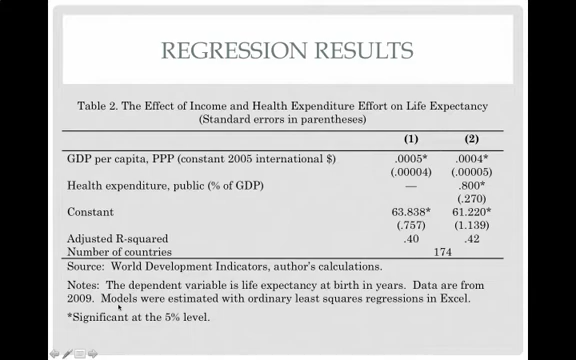 REGRESSION RESULTS
Table 2. The Effect of Income and Health Expenditure Effort on Life Expectancy
(Standard errors in parentheses)
(1) (2)
GDP per capita, PPP (constant 2005 international $) .0005* .0004*
(.00004) (.00005)
Health expenditure, public (% of GDP) — .800*
(.270)
Constant 63.838* 61.220*
(.757) (1.139)
Adjusted R-squared .40 .42
Number of countries 174
Source: World Development Indicators, author's calculations.
Notes: The dependent variable is life expectancy at birth in years. Data are from
2009. Models were estimated with ordinary least squares regressions in Excel.
*Significant at the 5% level.